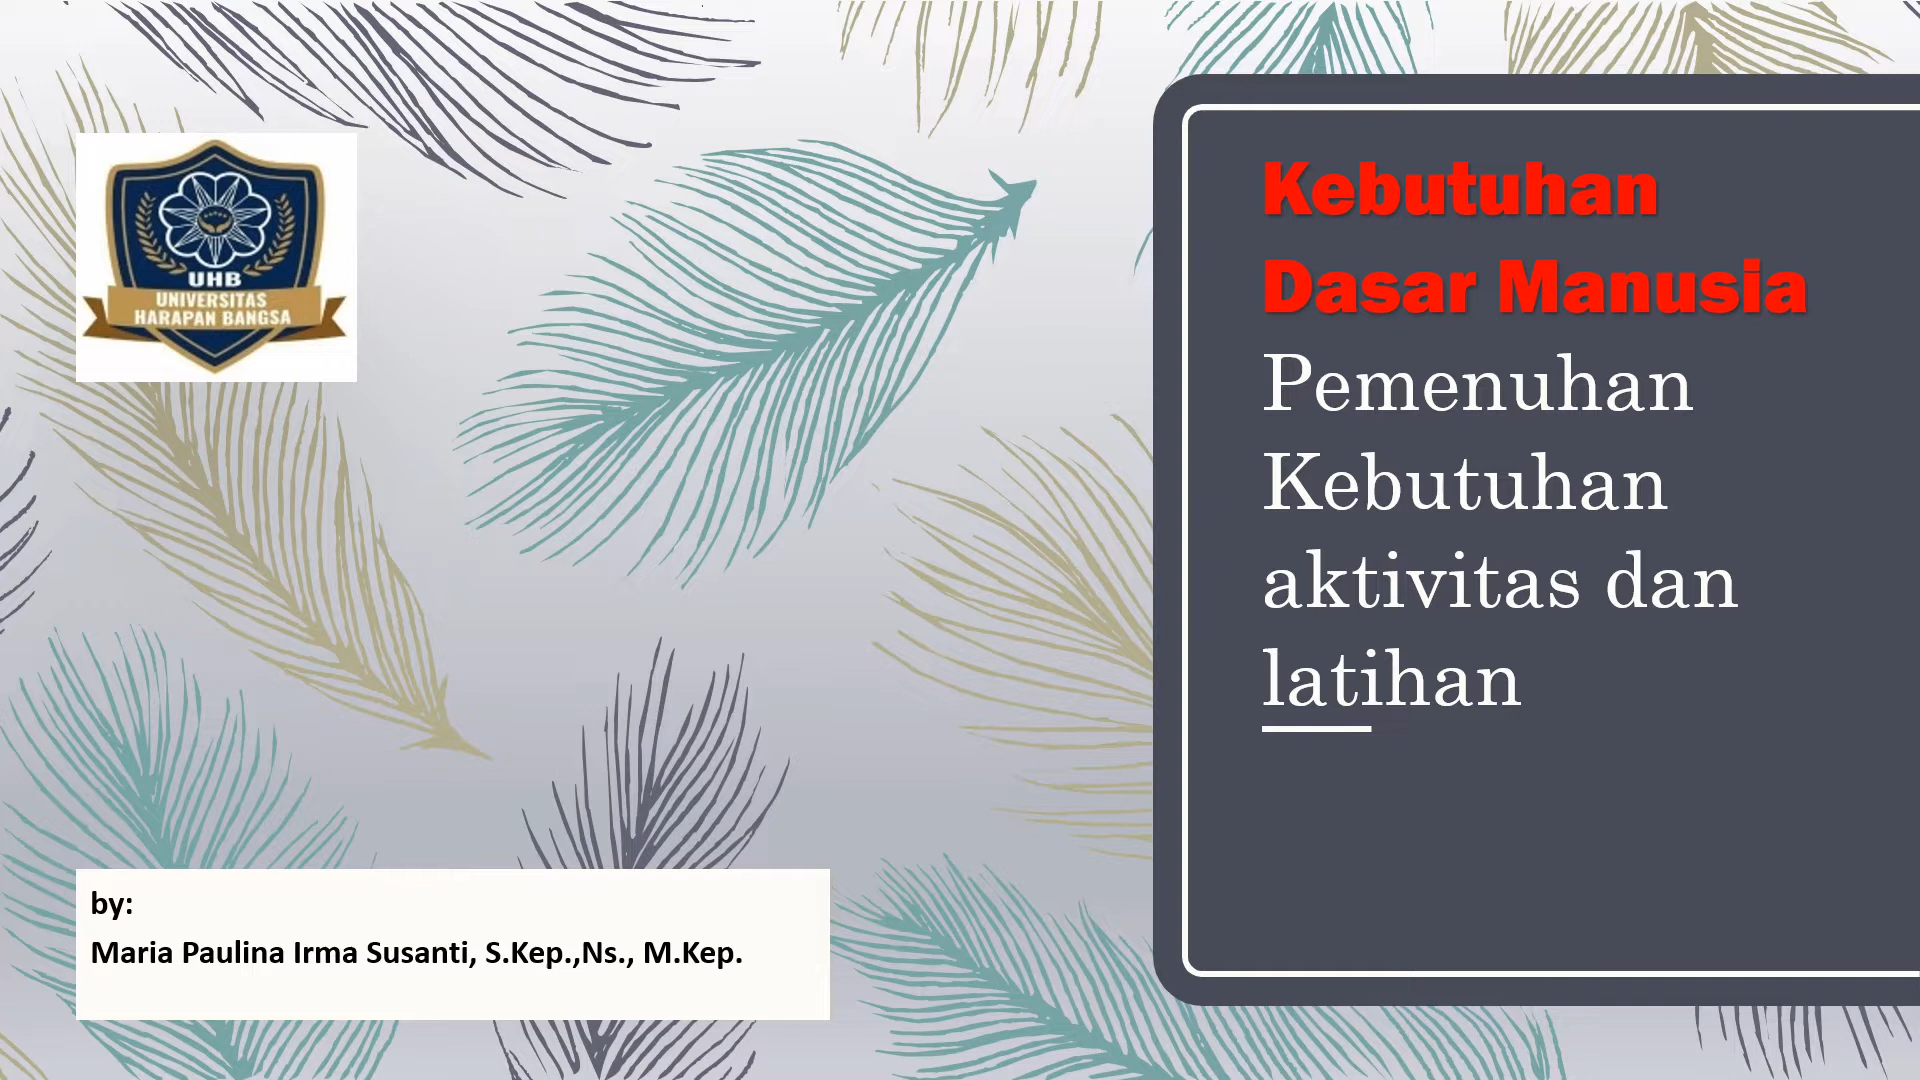 UHB
UNIVERSITAS
HARAPAN BANGSA
Kebutuhan
Dasar Manusia
Pemenuhan
Kebutuhan
aktivitas dan
latihan
by:
Maria Paulina Irma Susanti, S.Kep.,Ns., M.Kep.